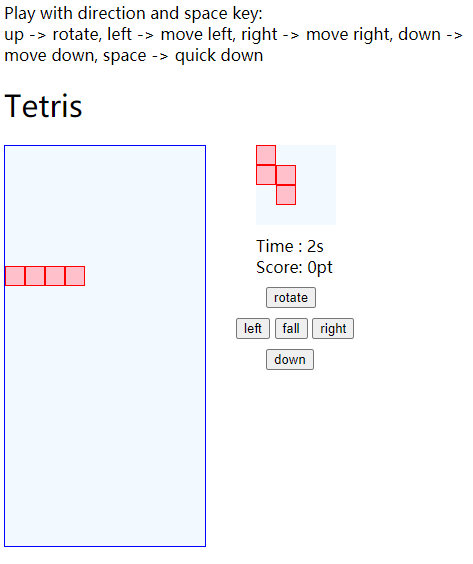 Play with direction and space key:
up -> rotate, left -> move left, right -> move right, down ->
move down, space -> quick down
Tetris
Time : 2s
Score: 0pt
rotate
left fall right
down